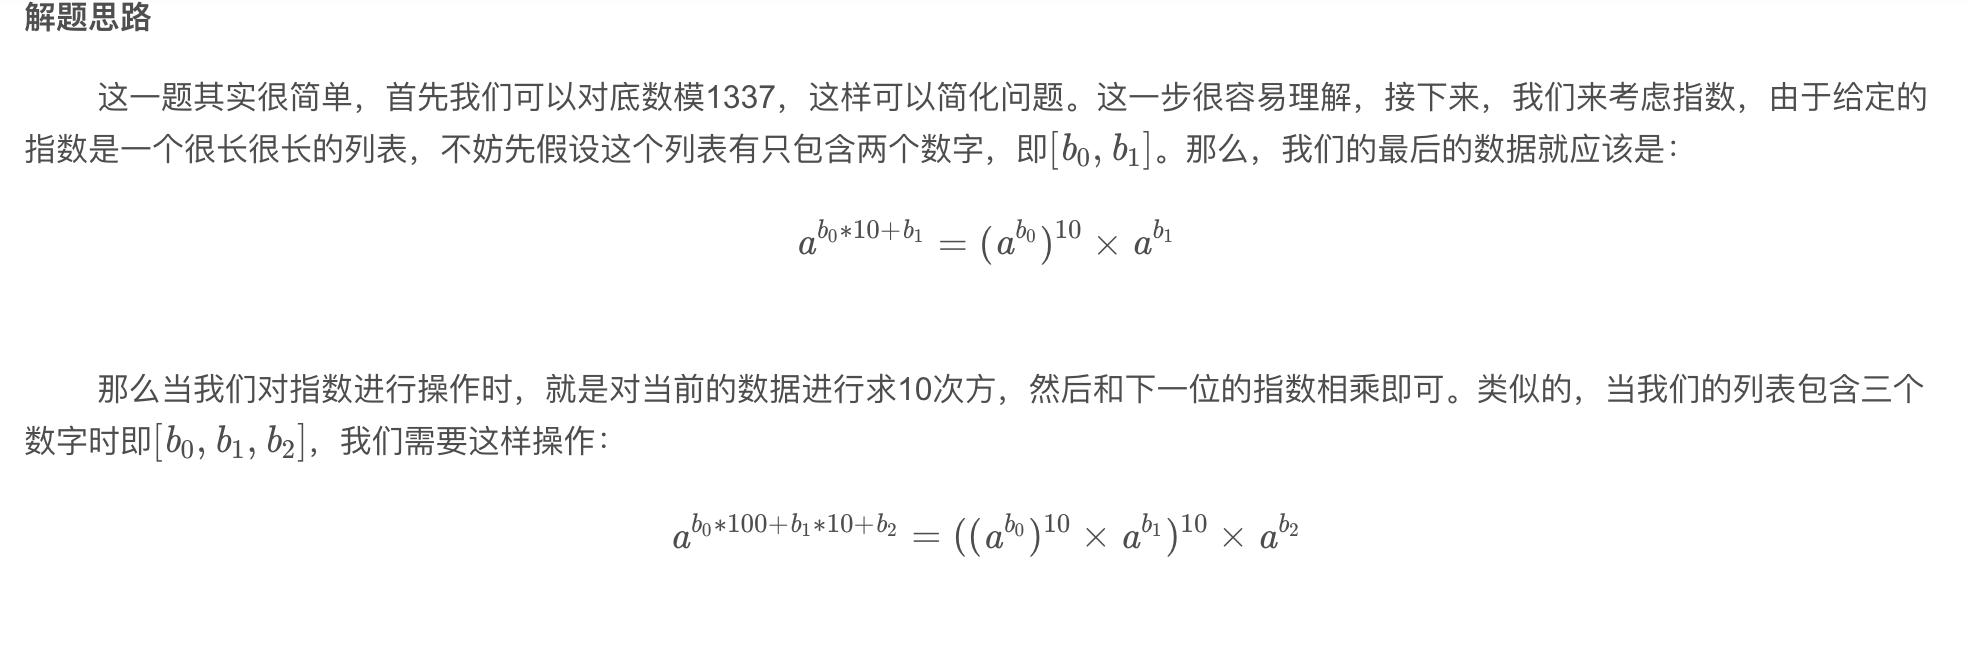 解题思路
这一题其实很简单，首先我们可以对底数模1337，这样可以简化问题。这一步很容易理解，接下来，我们来考虑指数，由于给定的
指数是一个很长很长的列表，不妨先假设这个列表有只包含两个数字，即[b₀, b₁]。那么，我们的最后的数据就应该是：
$a^{b_0*10+b_1} = (a^{b_0})^{10} \times a^{b_1}$
那么当我们对指数进行操作时，就是对当前的数据进行求10次方，然后和下一位的指数相乘即可。类似的，当我们的列表包含三个
数字时即[b₀, b₁, b₂]，我们需要这样操作：
$a^{b_0*100+b_1*10+b_2} = ((a^{b_0})^{10} \times a^{b_1})^{10} \times a^{b_2}$